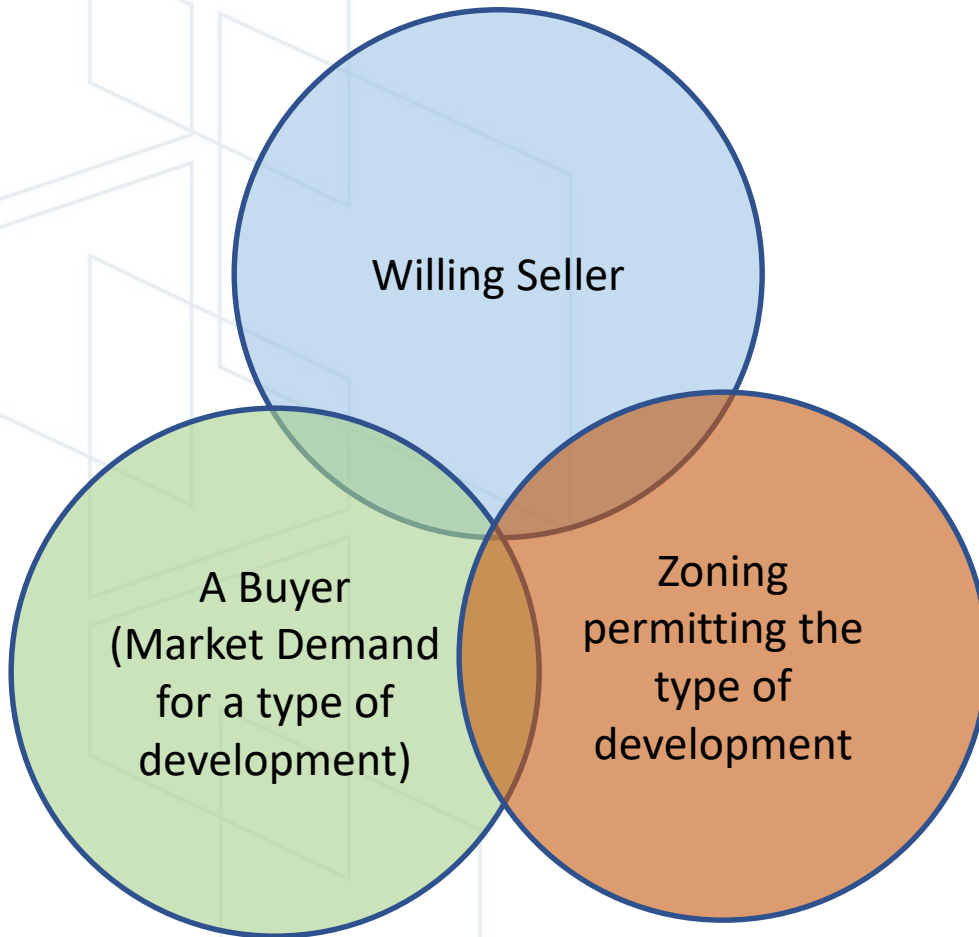 Willing Seller
A Buyer
(Market Demand
for a type of
development)
Zoning
permitting the
type of
development